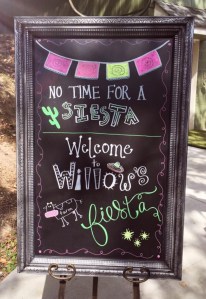 NO TIME FOR A
SIESTA
Welcome
to
Willow's
fiesta